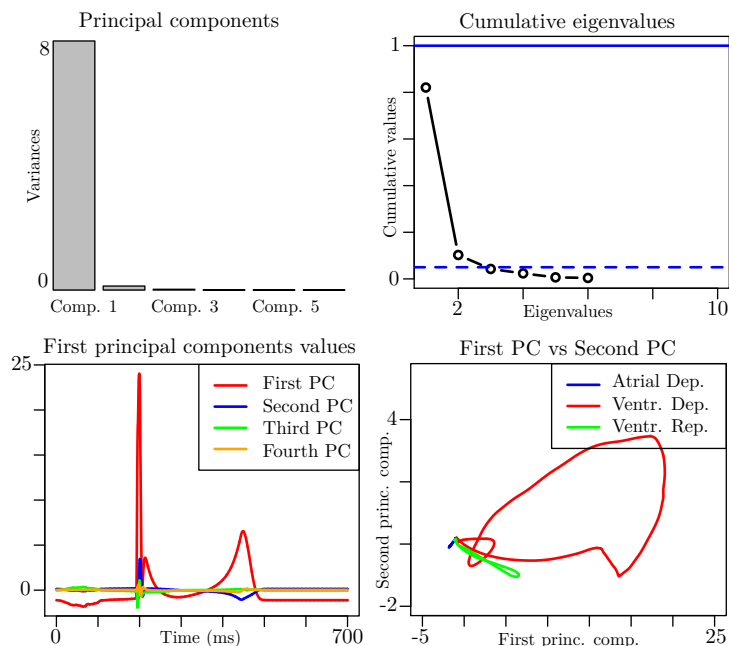 Principal components
8
Variances
0
Comp. 1
Comp. 3
Comp. 5
Cumulative eigenvalues
1
Cumulative values
0
2
10
Eigenvalues
First principal components values
25
First PC
Second PC
Third PC
Fourth PC
0
0
700
Time (ms)
First PC vs Second PC
Atrial Dep.
Ventr. Dep.
Ventr. Rep.
4
Second princ. comp.
-2
-5
25
First princ. comp.